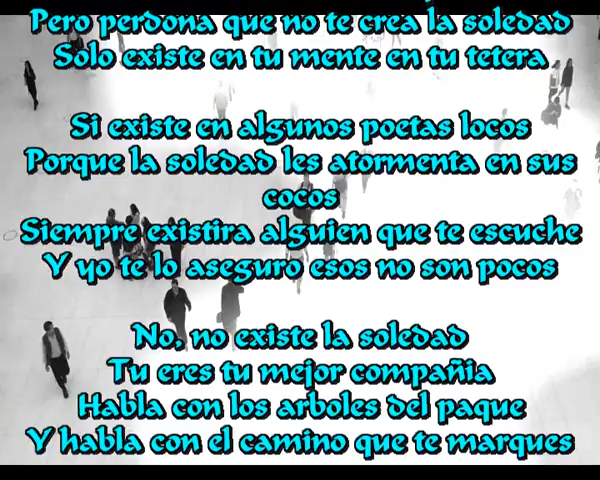 Pero perdona que no te crea la soledad
Solo existe en tu mente en tu tetera
Si existe en algunos poetas locos
Porque la soledad les atormenta en sus
cocos
Siempre existira alguien que te escuche
Y yo te lo aseguro esos no son pocos
No, no existe la soledad
Tu eres tu mejor compañia
Habla con los arboles del paque
Y habla con el camino que te marques